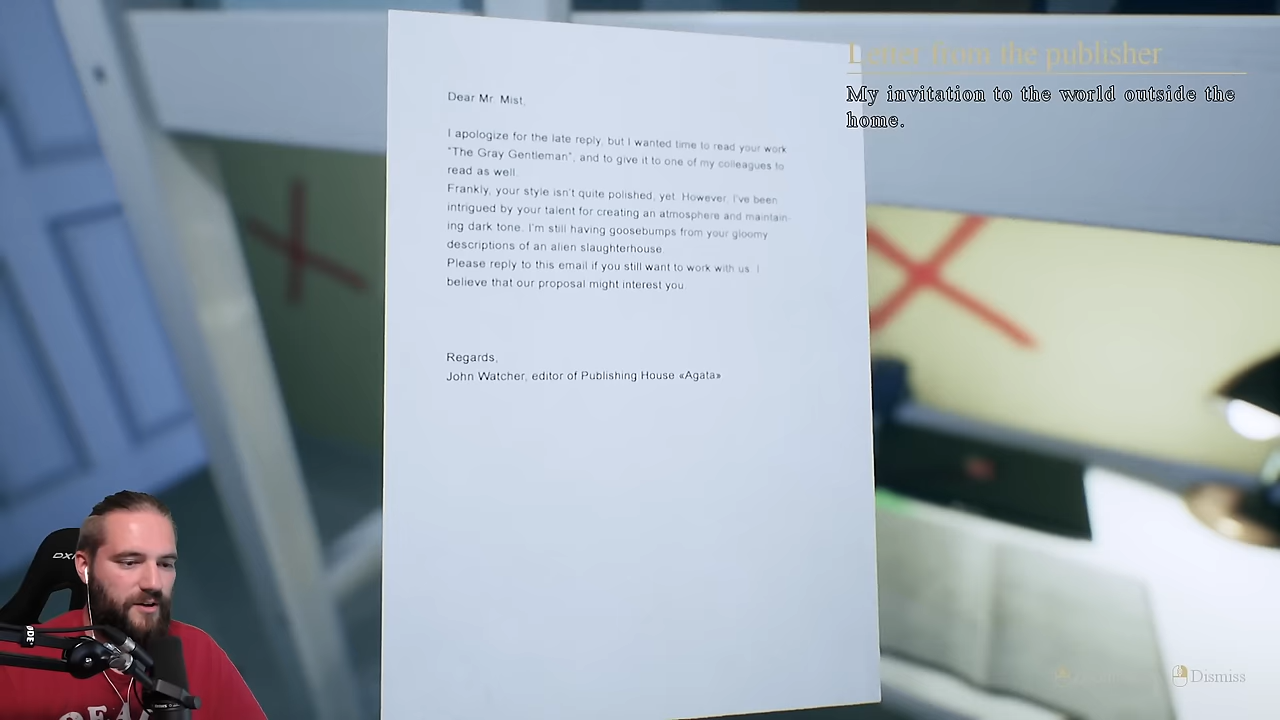 Letter from the publisher
My invitation to the world outside the
home.
Dear Mr. Mist,
I apologize for the late reply, but I wanted time to read your work
"The Gray Gentleman", and to give it to one of my colleagues to
read as well.
Frankly, your style isn't quite polished, yet. However, I've been
intrigued by your talent for creating an atmosphere and maintain-
ing dark tone. I'm still having goosebumps from your gloomy
descriptions of an alien slaughterhouse.
Please reply to this email if you still want to work with us. I
believe that our proposal might interest you.
Regards,
John Watcher, editor of Publishing House «Agata»
Dismiss